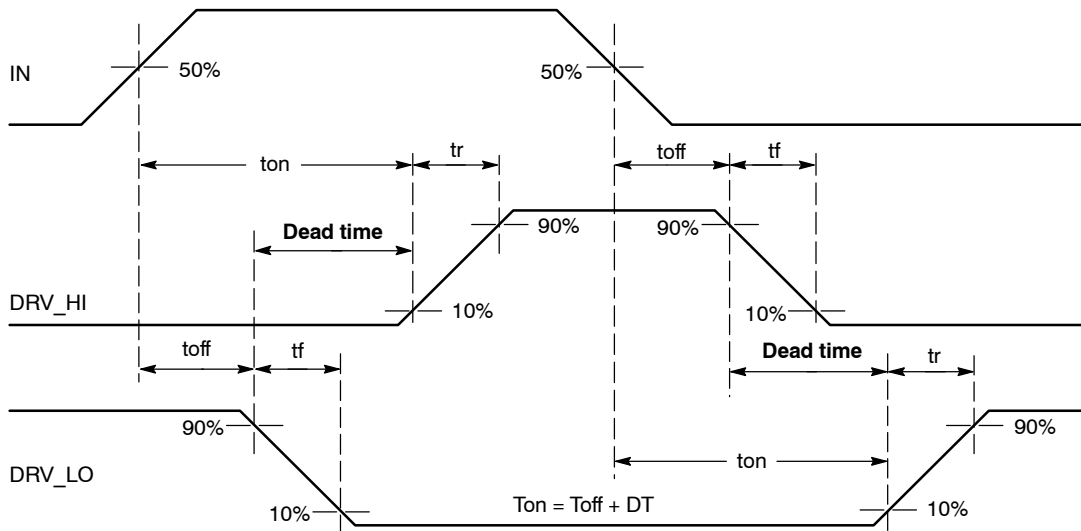 IN
50%
50%
ton
tr
toff
tf
Dead time
90%
90%
DRV_HI
10%
10%
toff
tf
Dead time
tr
90%
90%
ton
DRV_LO
10%
Ton = Toff + DT
10%